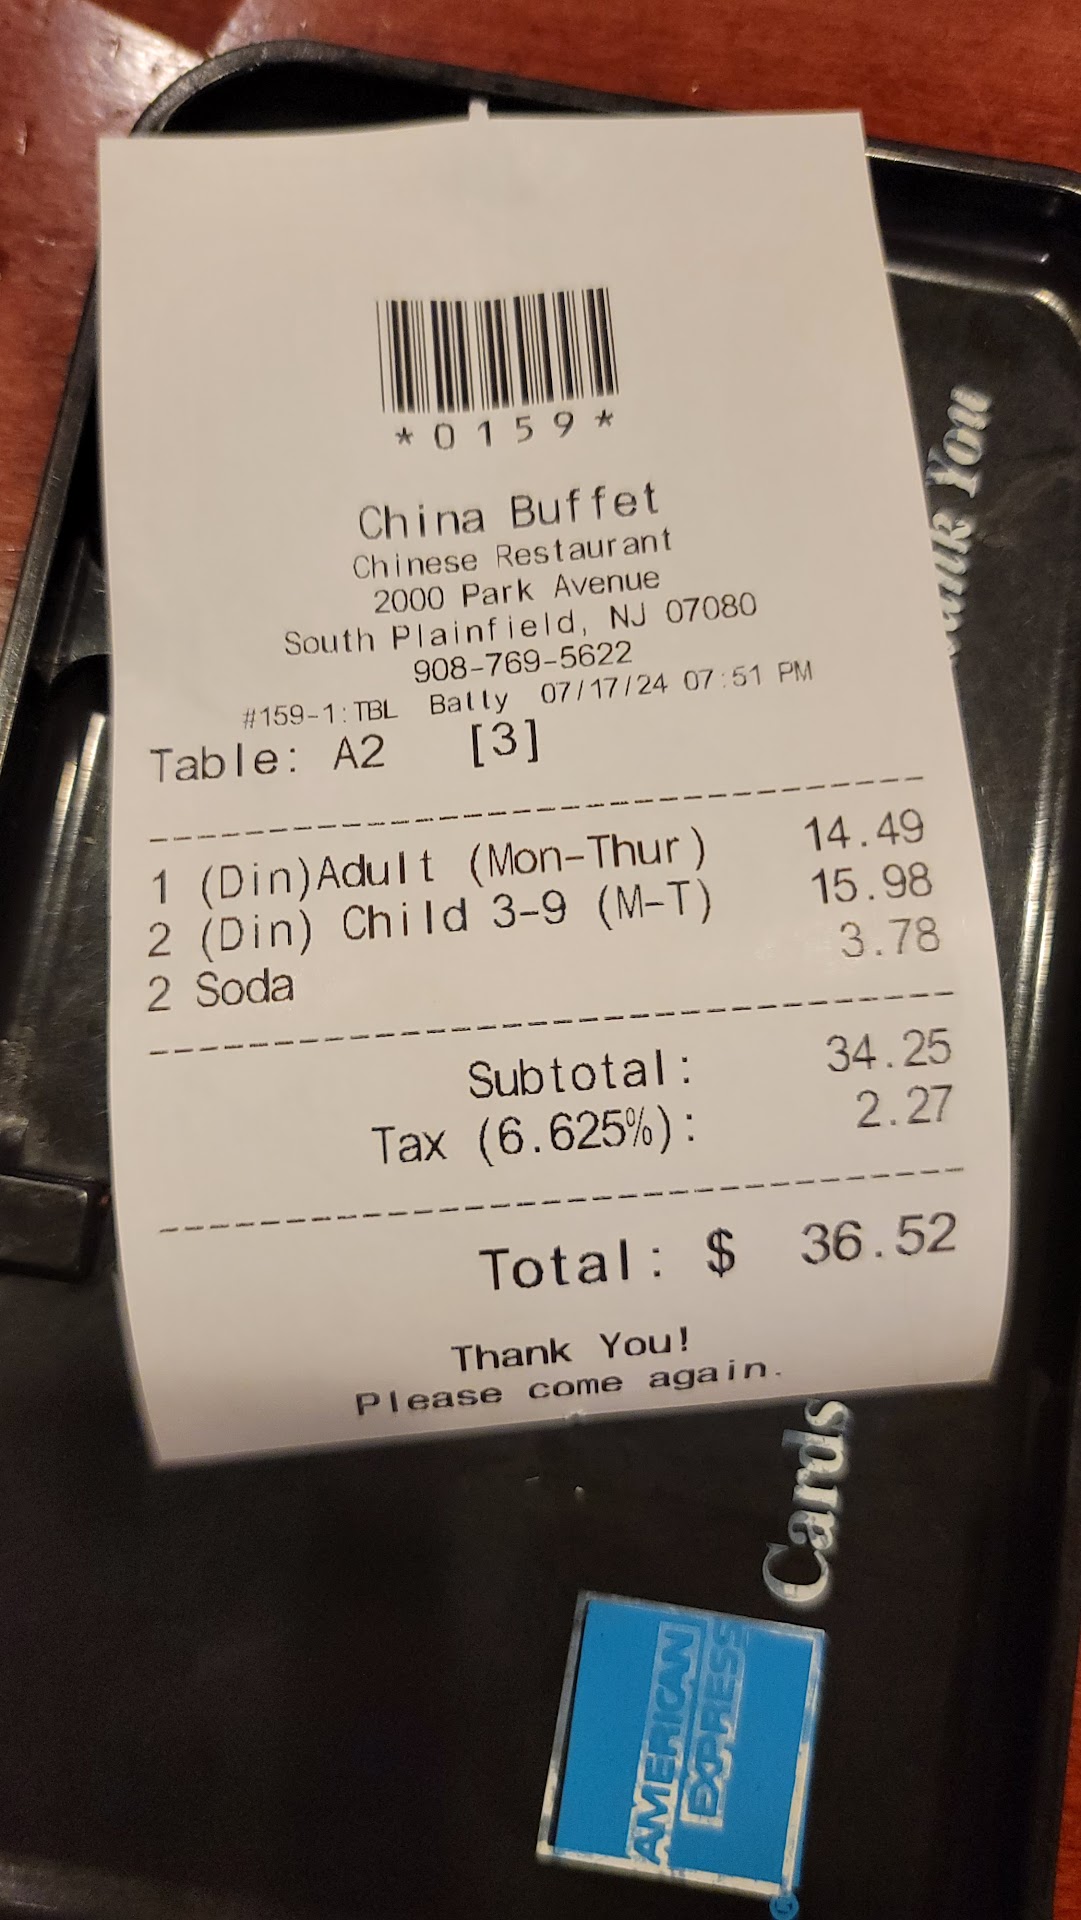 *0159*
China Buffet
Chinese Restaurant
2000 Park Avenue
South Plainfield, NJ 07080
908-769-5622
#159-1:TBL Bally 07/17/24 07:51 PM
Table: A2 [3]
1 (Din)Adult (Mon-Thur) 14.49
2 (Din) Child 3-9 (M-T) 15.98
2 Soda 3.78
Subtotal: 34.25
Tax (6.625%): 2.27
Total: $ 36.52
Thank You!
Please come again.
You
Cards
AMERICAN
EXPRESS